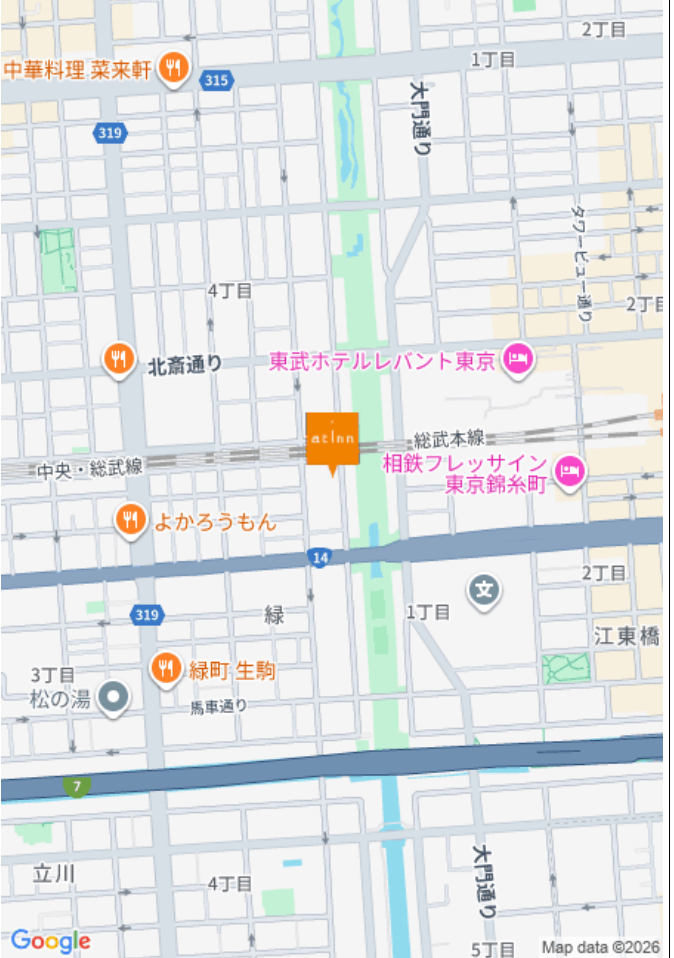 2丁目
1丁目
中華料理 菜来軒
315
大門通り
319
タワービュー通り
4丁目
2丁目
北斎通り
東武ホテルレバント東京
atInn
総武本線
中央・総武線
相鉄フレッサイン
東京錦糸町
よかろうもん
14
2丁目
319
緑
1丁目
江東橋
3丁目
緑町 生駒
松の湯
馬車通り
7
立川
4丁目
大門通り
5丁目
Google
Map data ©2026